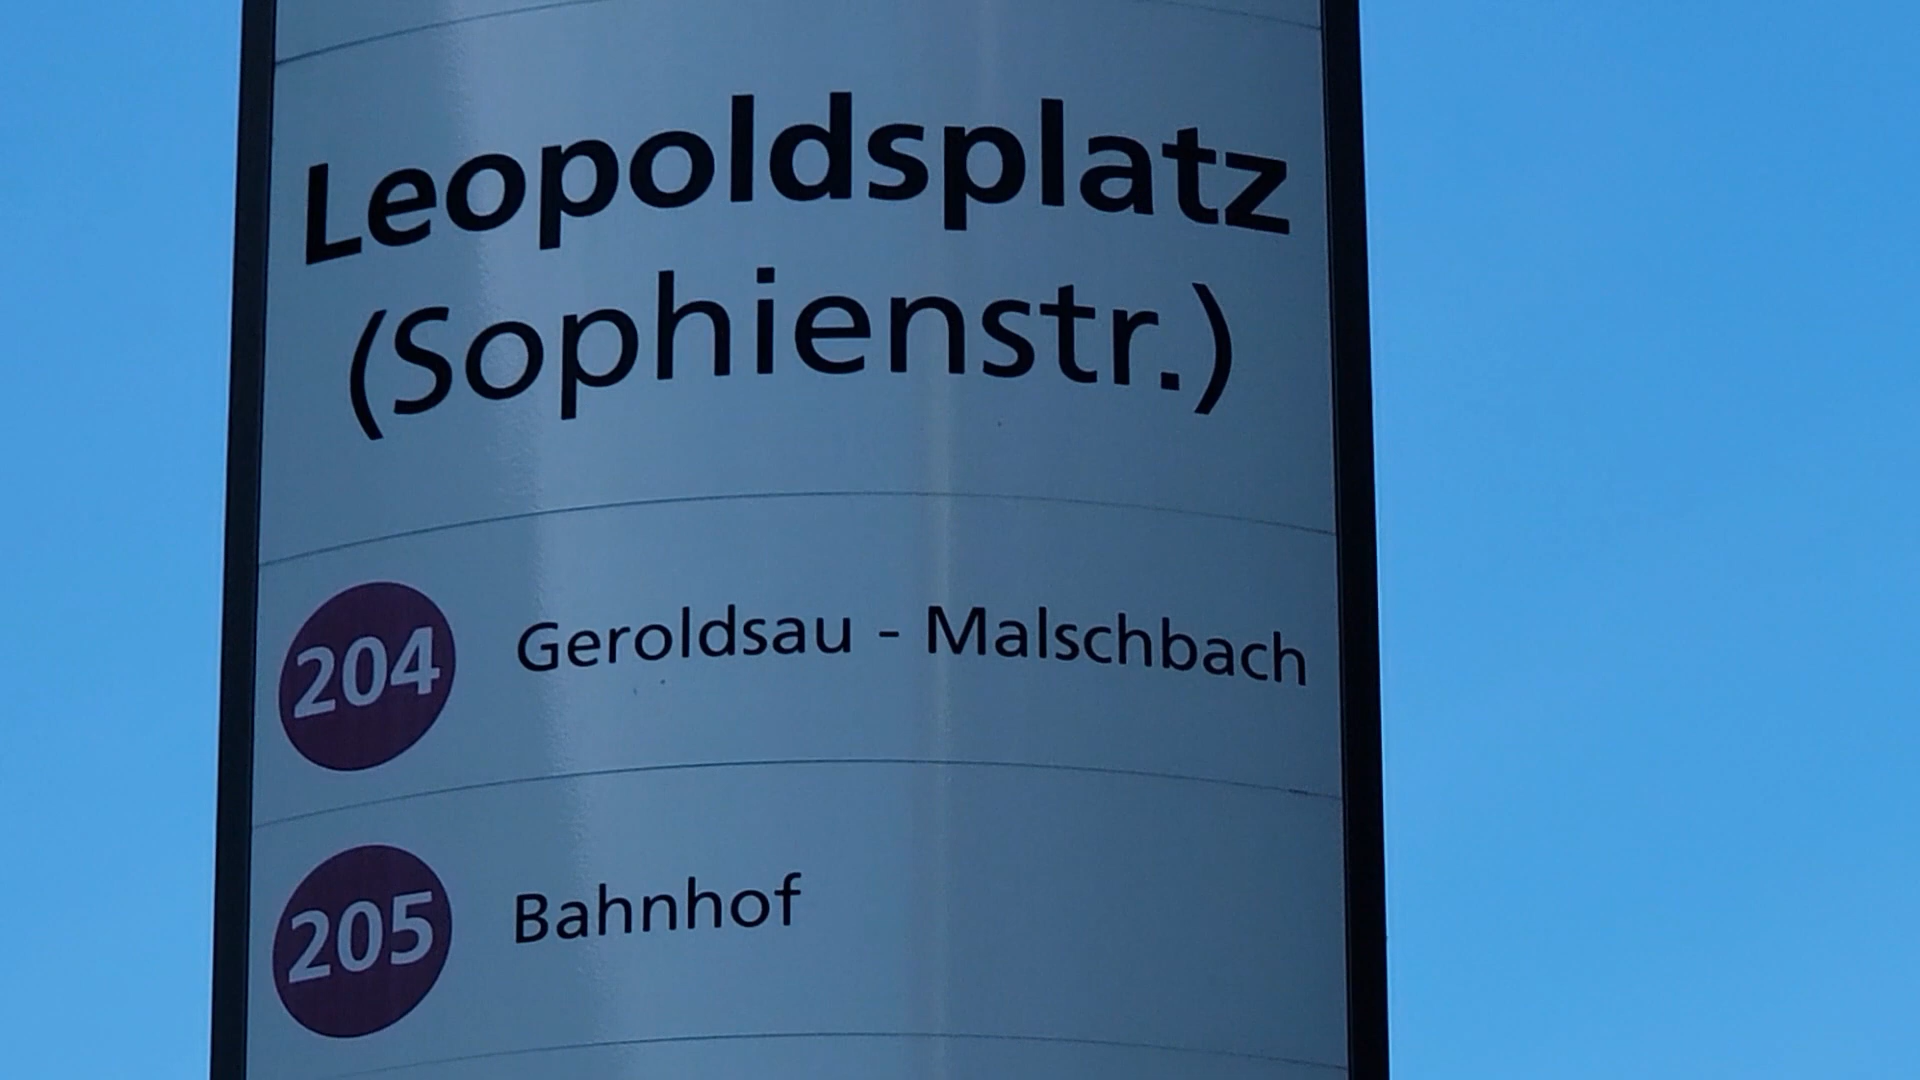 Leopoldsplatz
(Sophienstr.)
204 Geroldsau - Malschbach
205 Bahnhof